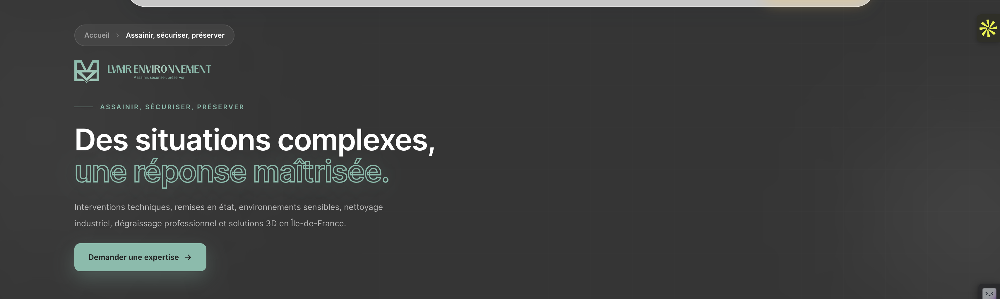 Accueil > Assainir, sécuriser, préserver
LVMR ENVIRONNEMENT
Assainir, sécuriser, préserver
ASSAINIR, SÉCURISER, PRÉSERVER
Des situations complexes,
une réponse maîtrisée.
Interventions techniques, remises en état, environnements sensibles, nettoyage
industriel, dégraissage professionnel et solutions 3D en Île-de-France.
Demander une expertise →